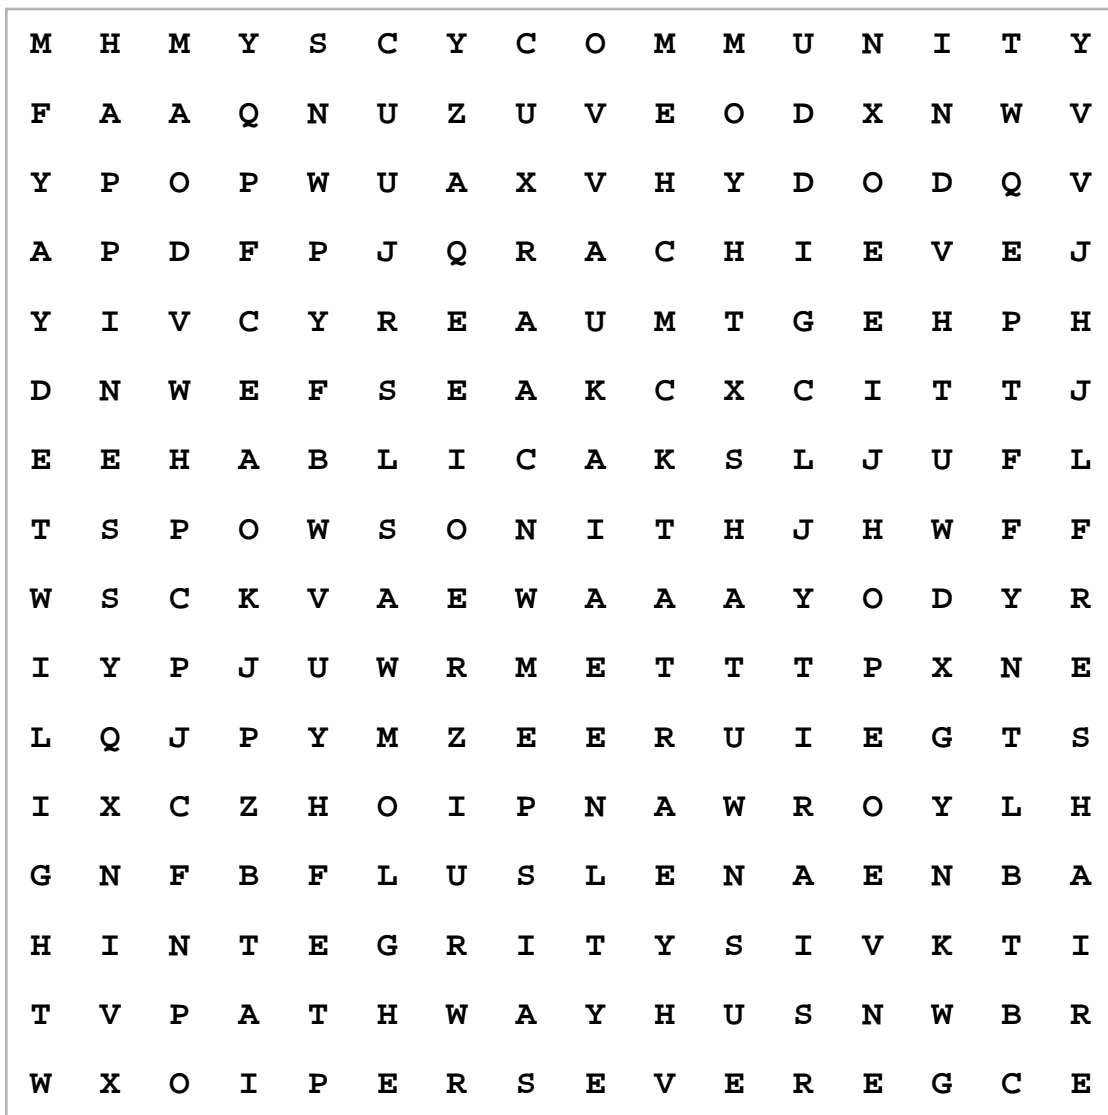 M H M Y S C Y C O M M U N I T Y
F A A Q N U Z U V E O D X N W V
Y P O P W U A X V H Y D O D Q V
A P D F P J Q R A C H I E V E J
Y I V C Y R E A U M T G E H P H
D N W E F S E A K C X C I T T J
E E H A B L I C A K S L J U F L
T S P O W S O N I T H J H W F F
W S C K V A E W A A A Y O D Y R
I Y P J U W R M E T T T P X N E
L Q J P Y M Z E E R U I E G T S
I X C Z H O I P N A W R O Y L H
G N F B F L U S L E N A E N B A
H I N T E G R I T Y S I V K T I
T V P A T H W A Y H U S N W B R
W X O I P E R S E V E R E G C E